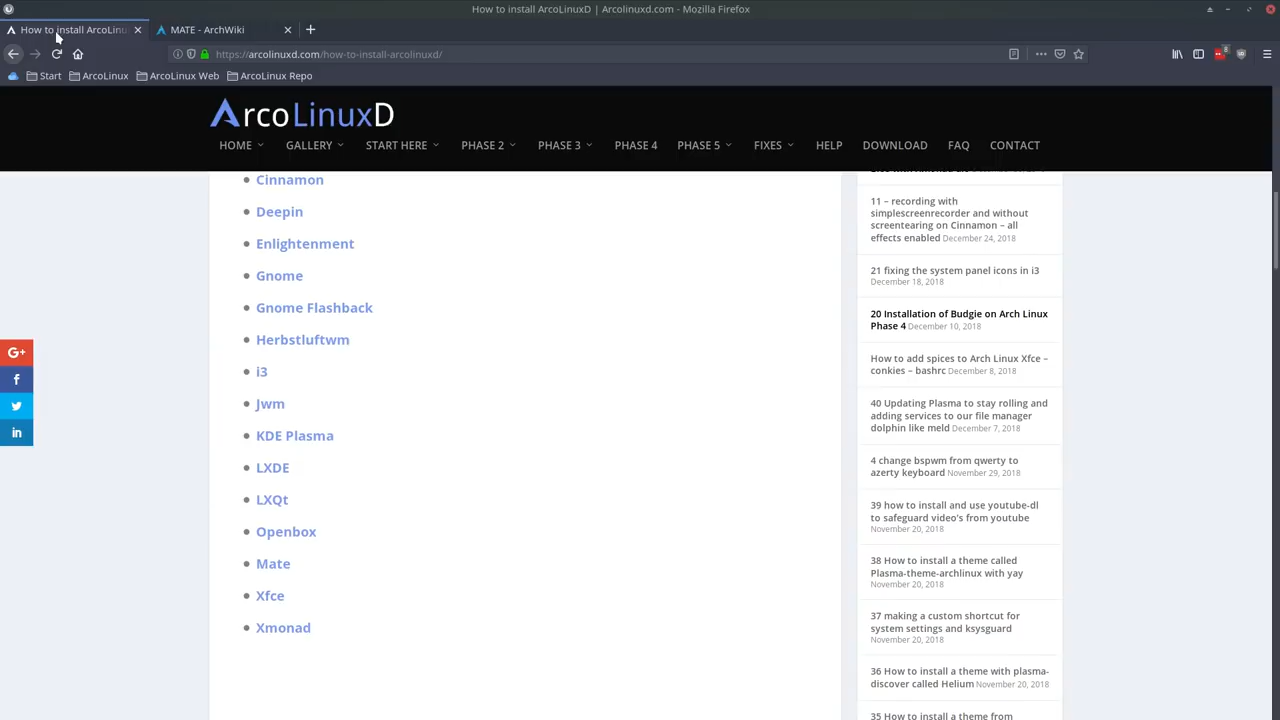 How to install ArcoLinuxD | Arcolinuxd.com - Mozilla Firefox
How to install ArcoLinu
MATE - ArchWiki
https://arcolinuxd.com/how-to-install-arcolinuxd/
8
Start
ArcoLinux
ArcoLinux Web
ArcoLinux Repo
ArcoLinuxD
HOME
GALLERY
START HERE
PHASE 2
PHASE 3
PHASE 4
PHASE 5
FIXES
HELP
DOWNLOAD
FAQ
CONTACT
Cinnamon
Deepin
Enlightenment
Gnome
Gnome Flashback
Herbstluftwm
i3
Jwm
KDE Plasma
LXDE
LXQt
Openbox
Mate
Xfce
Xmonad
G+
f
in
11 – recording with
simplescreenrecorder and without
screentearing on Cinnamon – all
effects enabled December 24, 2018
21 fixing the system panel icons in i3
December 18, 2018
20 Installation of Budgie on Arch Linux
Phase 4 December 10, 2018
How to add spices to Arch Linux Xfce –
conkies – bashrc December 8, 2018
40 Updating Plasma to stay rolling and
adding services to our file manager
dolphin like meld December 7, 2018
4 change bspwm from qwerty to
azerty keyboard November 29, 2018
39 how to install and use youtube-dl
to safeguard video's from youtube
November 20, 2018
38 How to install a theme called
Plasma-theme-archlinux with yay
November 20, 2018
37 making a custom shortcut for
system settings and ksysguard
November 20, 2018
36 How to install a theme with plasma-
discover called Helium November 20, 2018
35 How to install a theme from